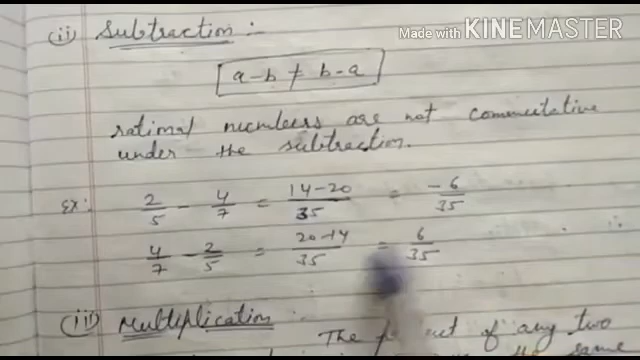 Made with KINEMASTER
(ii) Subtraction :-
a-b ≠ b-a
rational numbers are not commutative
under the subtraction.
Ex: 2/5 - 4/7 = 14-20/35 = -6/35
4/7 - 2/5 = 20-14/35 = 6/35
(iii) Multiplication :-
The of any two
same